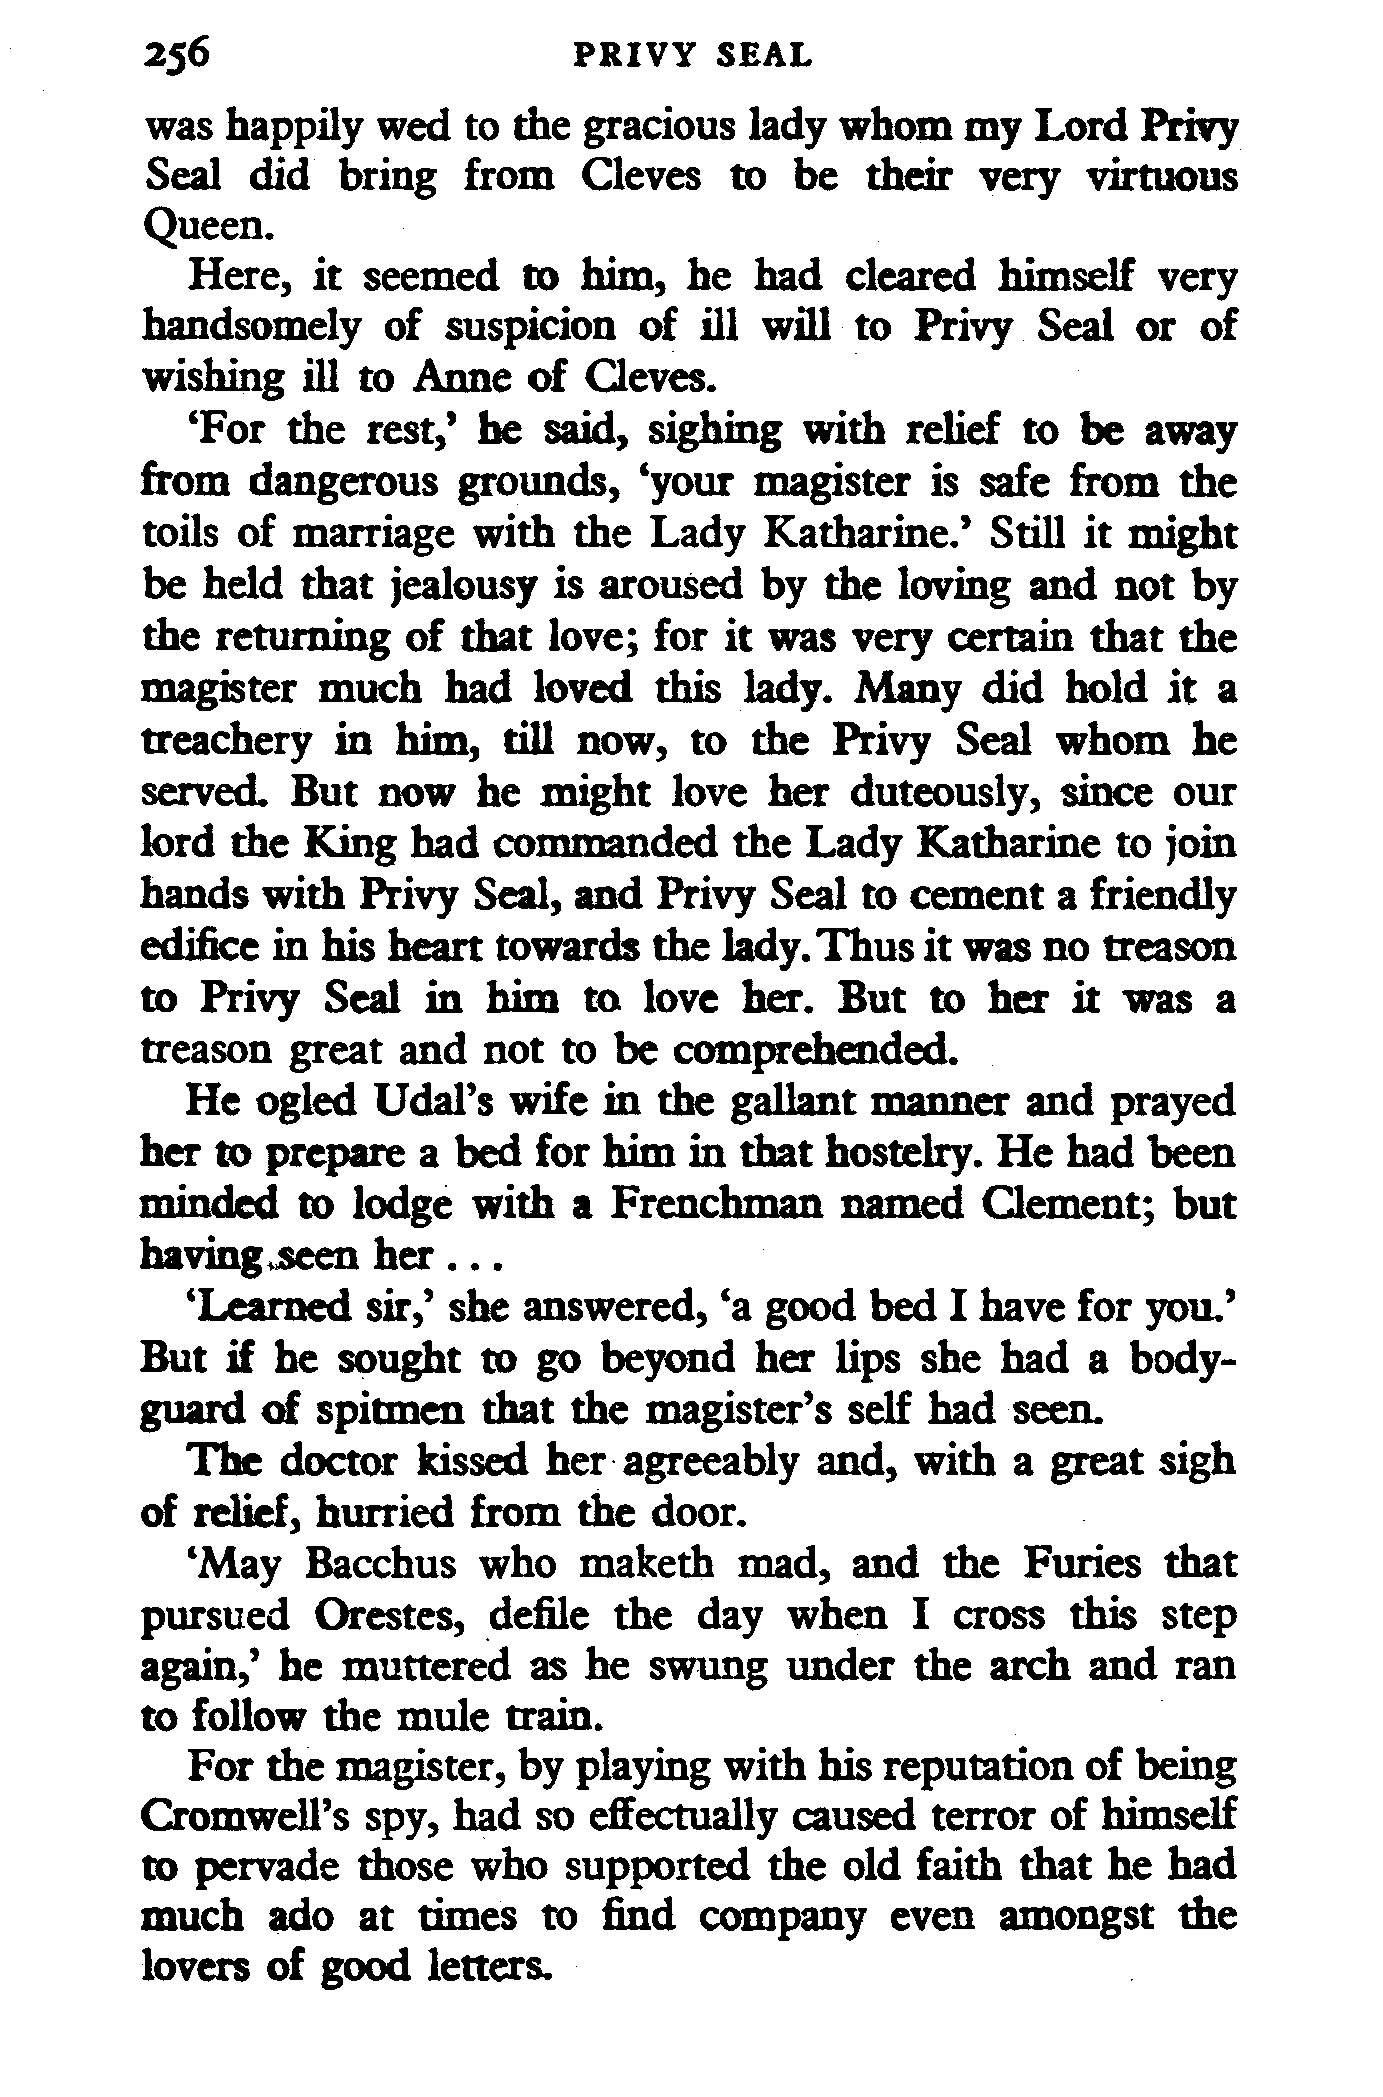 256 PRIVY SEAL
was happily wed to the gracious lady whom my Lord Privy
Seal did bring from Cleves to be their very virtuous
Queen.
Here, it seemed to him, he had cleared himself very
handsomely of suspicion of ill will to Privy Seal or of
wishing ill to Anne of Cleves.
‘For the rest,’ he said, sighing with relief to be away
from dangerous grounds, ‘your magister is safe from the
toils of marriage with the Lady Katharine.’ Still it might
be held that jealousy is aroused by the loving and not by
the returning of that love; for it was very certain that the
magister much had loved this lady. Many did hold it a
treachery in him, till now, to the Privy Seal whom he
served. But now he might love her duteously, since our
lord the King had commanded the Lady Katharine to join
hands with Privy Seal, and Privy Seal to cement a friendly
edifice in his heart towards the lady. Thus it was no treason
to Privy Seal in him to love her. But to her it was a
treason great and not to be comprehended.
He ogled Udal’s wife in the gallant manner and prayed
her to prepare a bed for him in that hostelry. He had been
minded to lodge with a Frenchman named Clement; but
having seen her . . .
‘Learned sir,’ she answered, ‘a good bed I have for you.’
But if he sought to go beyond her lips she had a body-
guard of spitmen that the magister’s self had seen.
The doctor kissed her agreeably and, with a great sigh
of relief, hurried from the door.
‘May Bacchus who maketh mad, and the Furies that
pursued Orestes, defile the day when I cross this step
again,’ he muttered as he swung under the arch and ran
to follow the mule train.
For the magister, by playing with his reputation of being
Cromwell’s spy, had so effectually caused terror of himself
to pervade those who supported the old faith that he had
much ado at times to find company even amongst the
lovers of good letters.